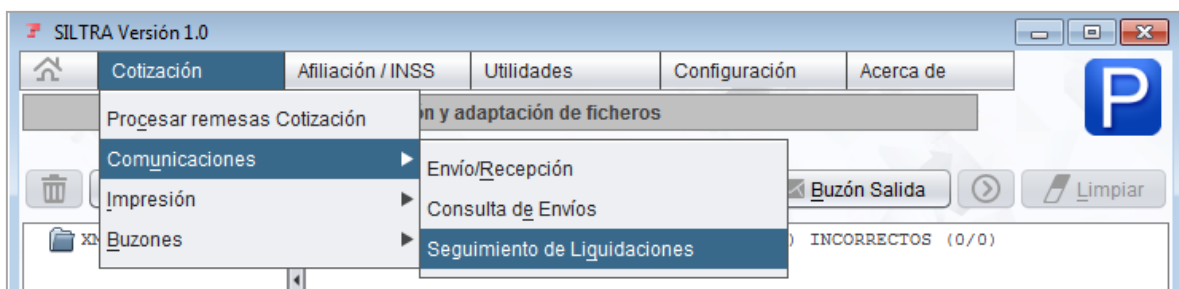 SILTRA Versión 1.0
Cotización Afiliación / INSS Utilidades Configuración Acerca de
Procesar remesas Cotización
ón y adaptación de ficheros
P
Comunicaciones
Envío/Recepción
Impresión
Consulta de Envíos
Buzón Salida
Limpiar
Buzones
Seguimiento de Liquidaciones
) INCORRECTOS (0/0)